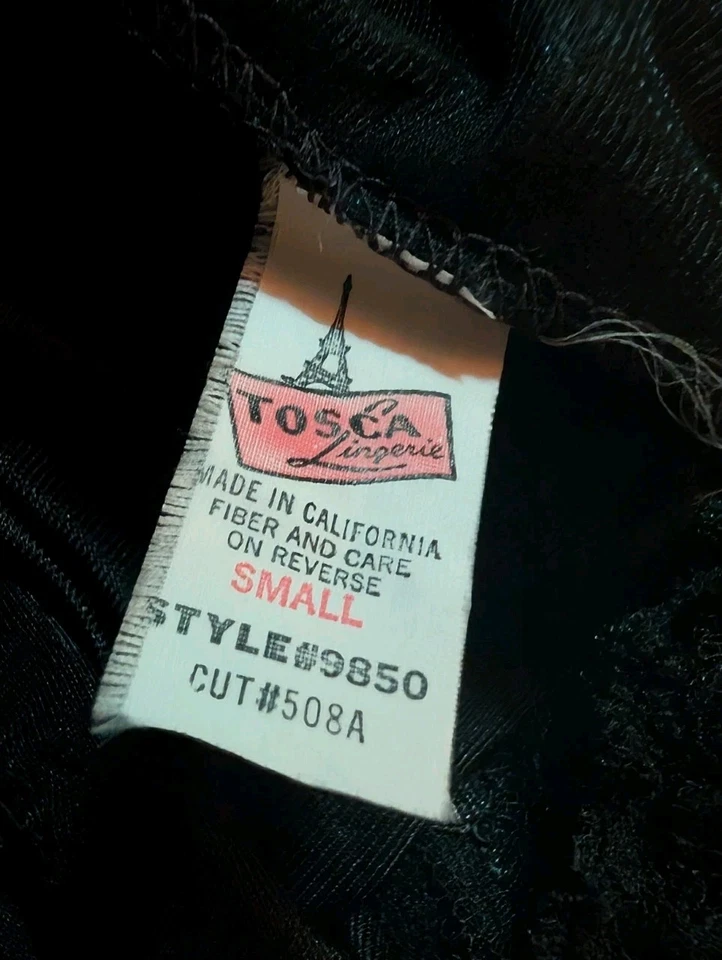 TOSCA
Lingerie
MADE IN CALIFORNIA
FIBER AND CARE
ON REVERSE
SMALL
STYLE#9850
CUT#508A